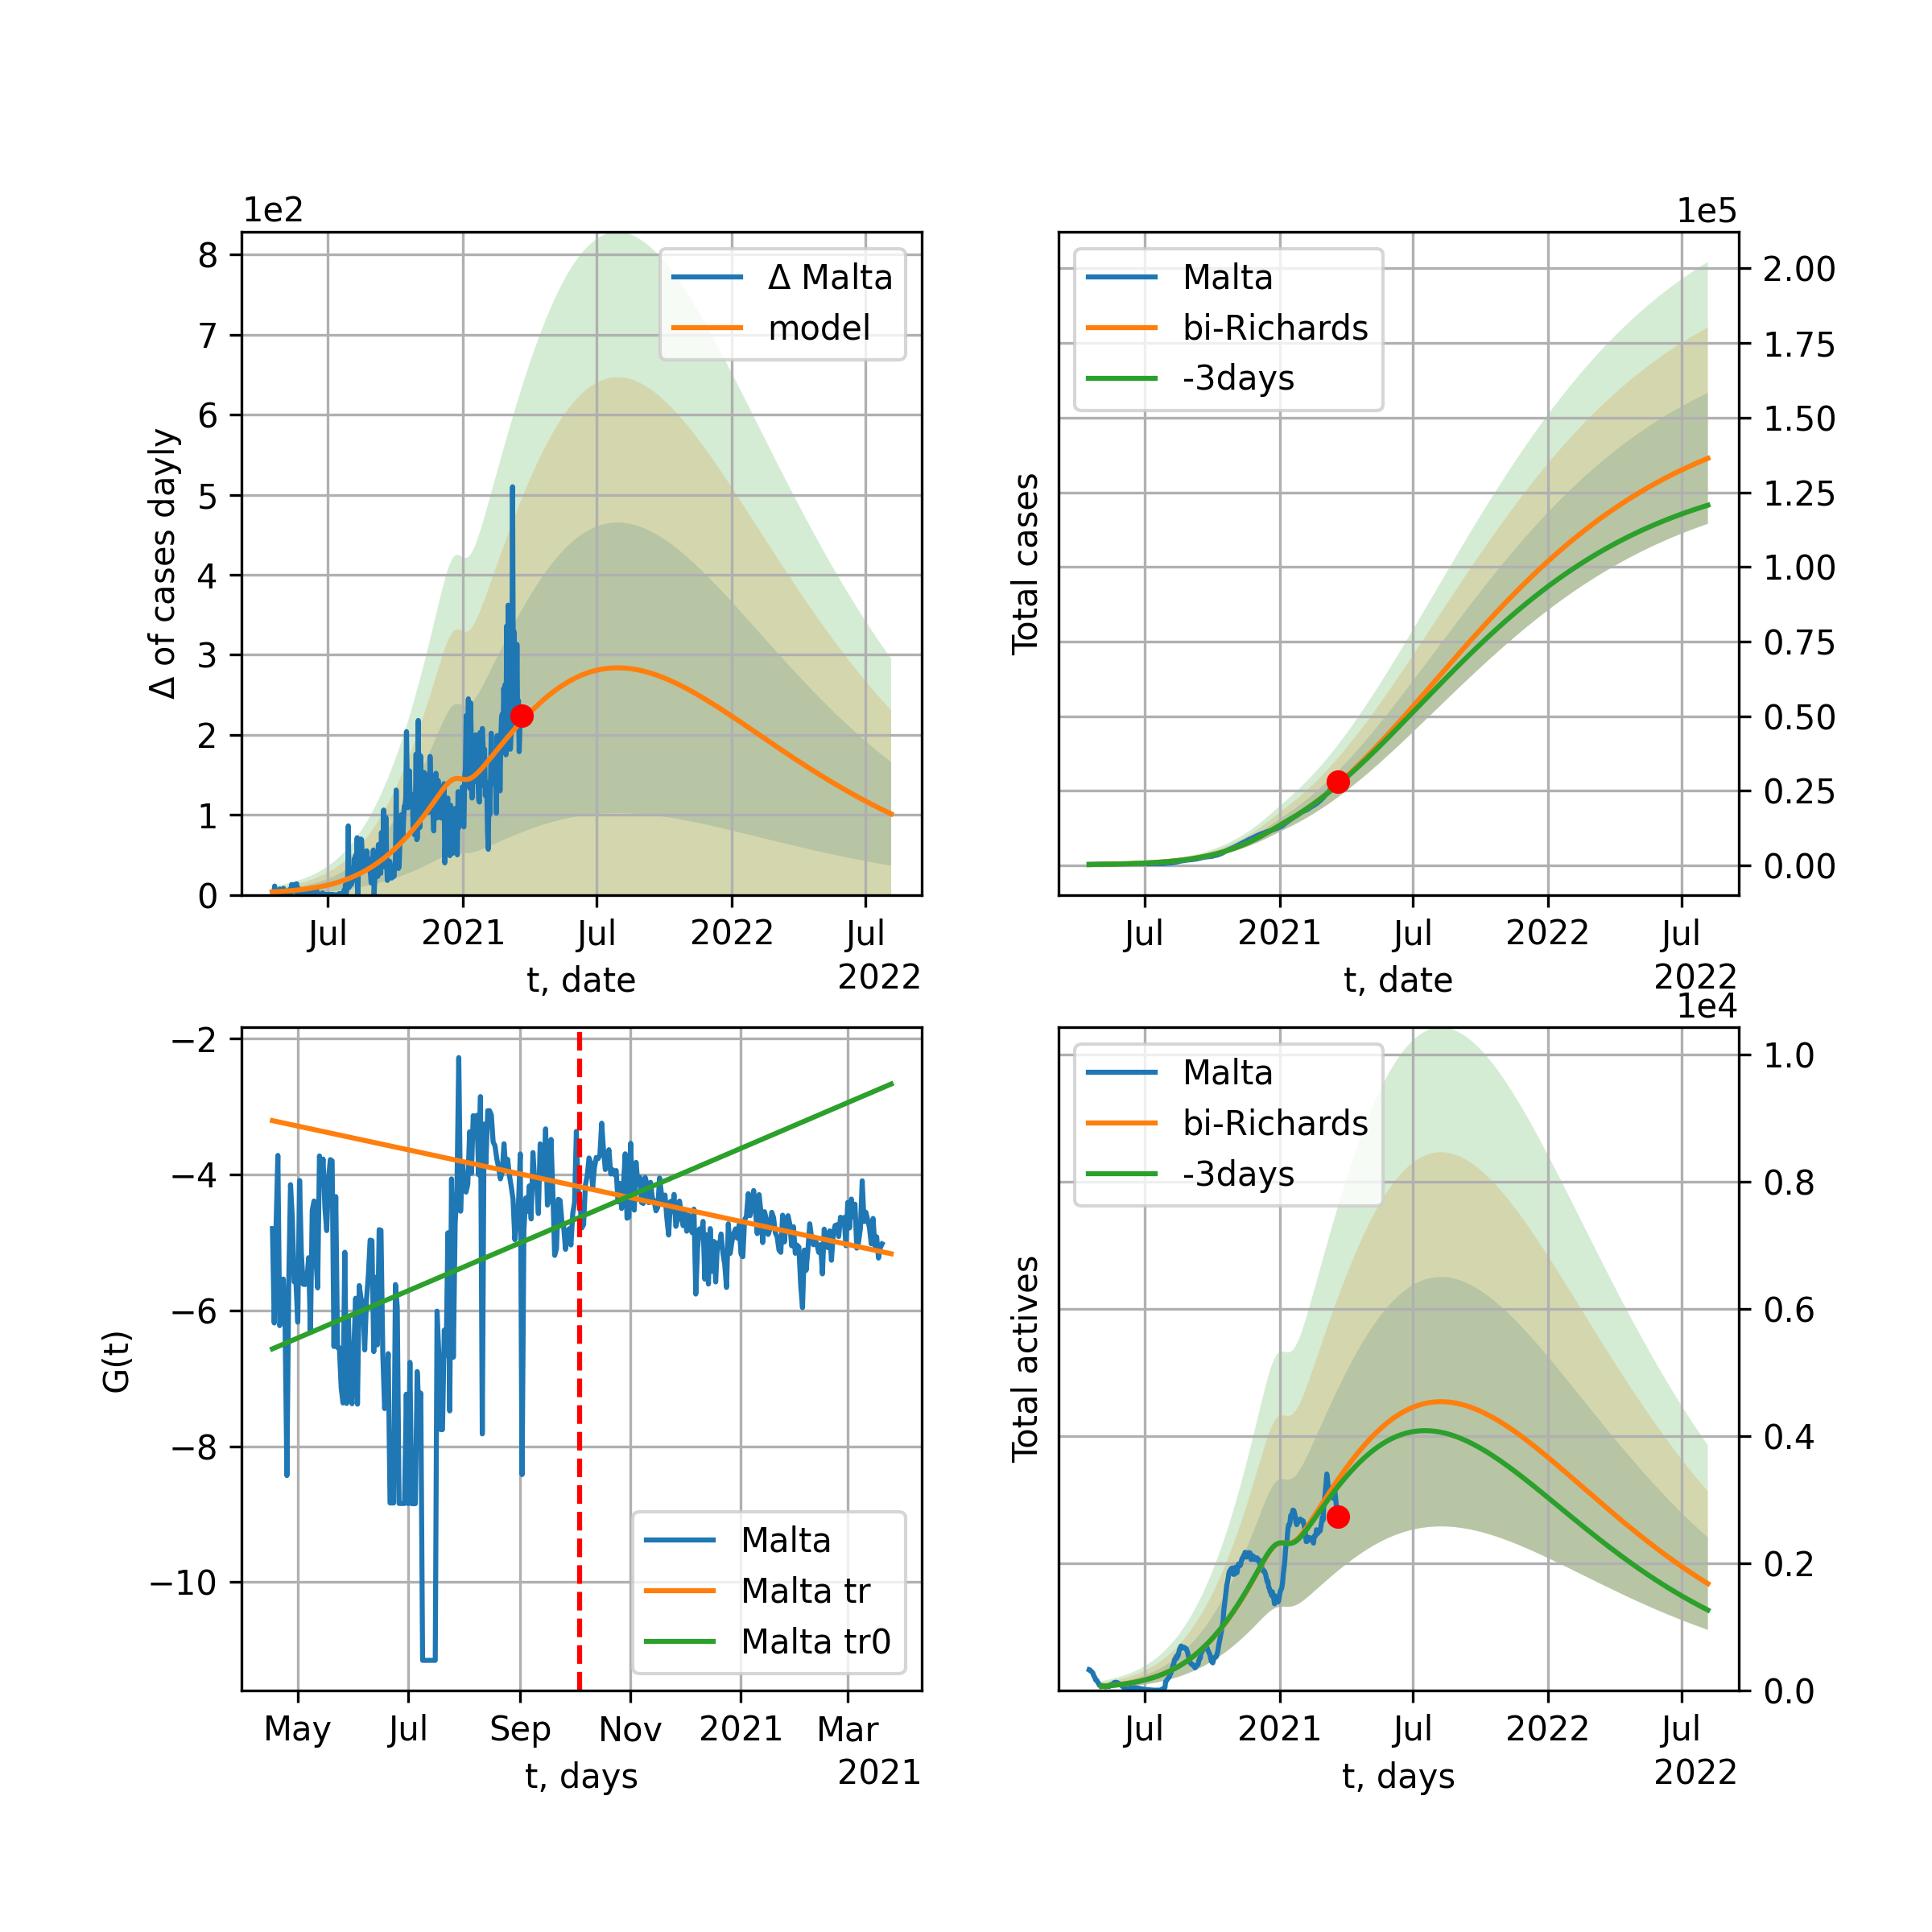 1e2
8
7
6
5
4
3
2
1
0
Δ of cases dayly
Δ Malta
model
Jul
2021
Jul
2022
Jul
2022
t, date
1e5
2.00
1.75
1.50
1.25
1.00
0.75
0.50
0.25
0.00
Total cases
Malta
bi-Richards
-3days
Jul
2021
Jul
2022
Jul
2022
t, date
−2
−4
−6
−8
−10
G(t)
Malta
Malta tr
Malta tr0
May
Jul
Sep
Nov
2021
Mar
2021
t, days
1e4
1.0
0.8
0.6
0.4
0.2
0.0
Total actives
Malta
bi-Richards
-3days
Jul
2021
Jul
2022
Jul
2022
t, days